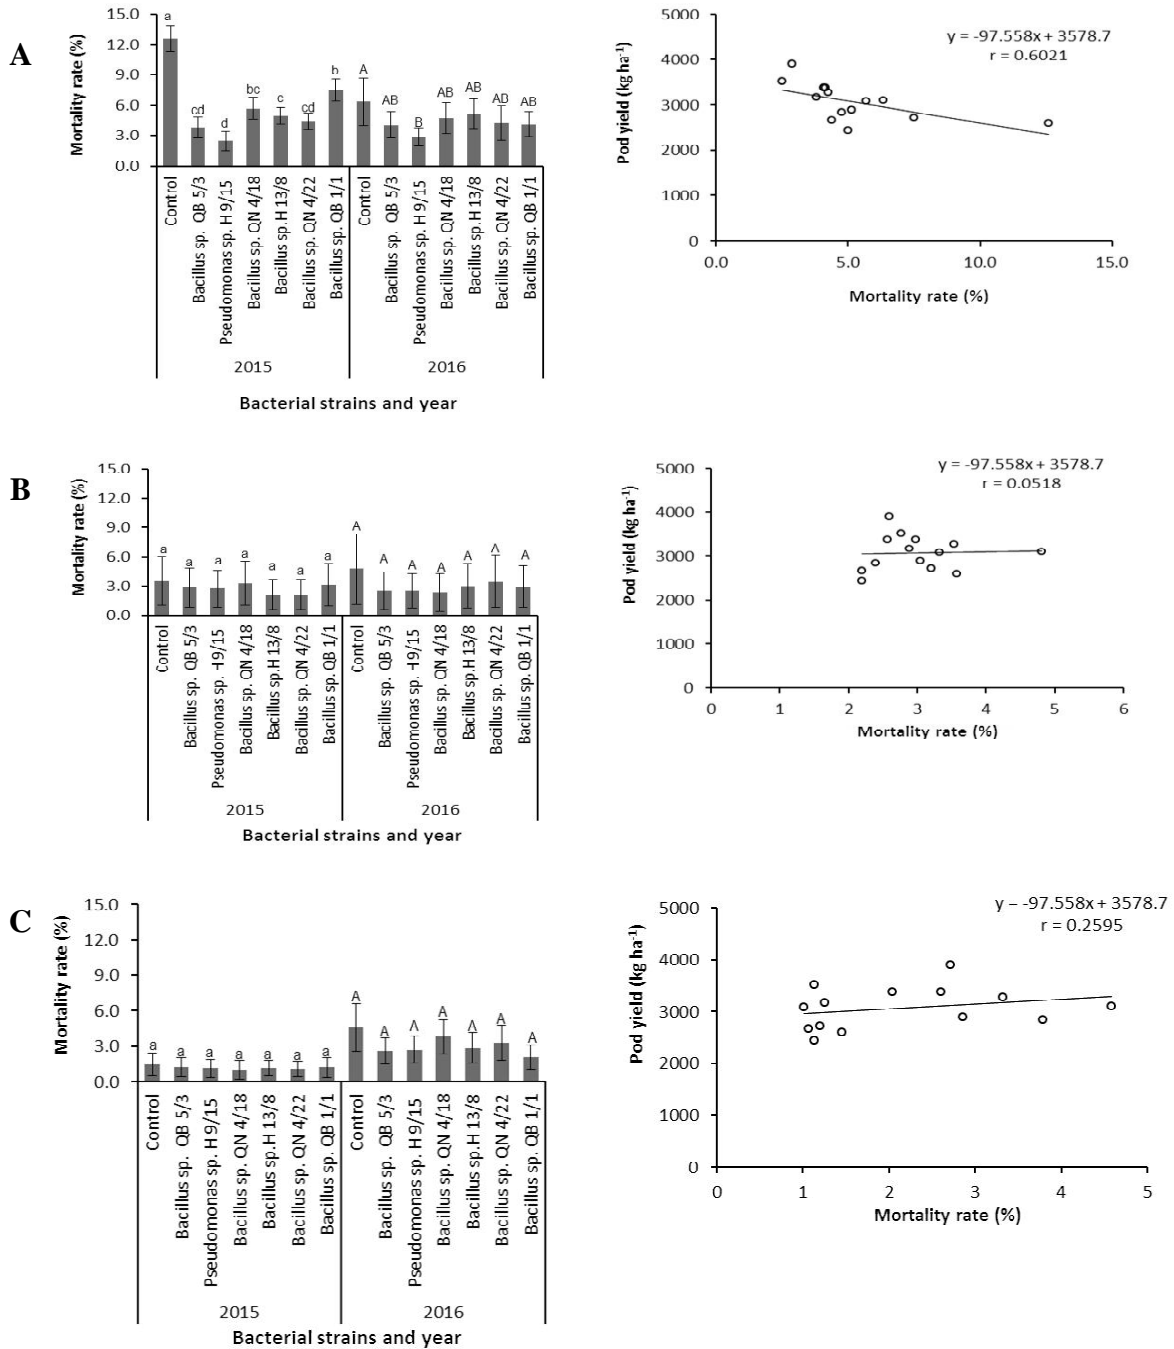 A
15.0
12.0
9.0
6.0
3.0
0.0
Mortality rate (%)
a
cd
d
bc
c
cd
b
A
AB
B
AB
AB
AB
AB
Control
Bacillus sp. QB 5/3
Pseudomonas sp. H 9/15
Bacillus sp. QN 4/18
Bacillus sp.H 13/8
Bacillus sp. QN 4/22
Bacillus sp. QB 1/1
Control
Bacillus sp. QB 5/3
Pseudomonas sp. H 9/15
Bacillus sp. QN 4/18
Bacillus sp.H 13/8
Bacillus sp. QN 4/22
Bacillus sp. QB 1/1
2015
2016
Bacterial strains and year
5000
4000
3000
2000
1000
0
Pod yield (kg ha-1)
y = -97.558x + 3578.7
r = 0.6021
0.0
5.0
10.0
15.0
Mortality rate (%)
B
15.0
12.0
9.0
6.0
3.0
0.0
Mortality rate (%)
a
a
a
a
a
a
a
A
A
A
A
A
A
A
Control
Bacillus sp. QB 5/3
Pseudomonas sp. H9/15
Bacillus sp. QN 4/18
Bacillus sp.H 13/8
Bacillus sp. QN 4/22
Bacillus sp. QB 1/1
Control
Bacillus sp. QB 5/3
Pseudomonas sp. H9/15
Bacillus sp. QN 4/18
Bacillus sp.H 13/8
Bacillus sp. QN 4/22
Bacillus sp. QB 1/1
2015
2016
Bacterial strains and year
5000
4000
3000
2000
1000
0
Pod yield (kg ha-1)
y = -97.558x + 3578.7
r = 0.0518
0
1
2
3
4
5
6
Mortality rate (%)
C
15.0
12.0
9.0
6.0
3.0
0.0
Mortality rate (%)
a
a
a
a
a
a
a
A
A
A
A
A
A
A
Control
Bacillus sp. QB 5/3
Pseudomonas sp. H 9/15
Bacillus sp. QN 4/18
Bacillus sp.H 13/8
Bacillus sp. QN 4/22
Bacillus sp. QB 1/1
Control
Bacillus sp. QB 5/3
Pseudomonas sp. H 9/15
Bacillus sp. QN 4/18
Bacillus sp.H 13/8
Bacillus sp. QN 4/22
Bacillus sp. QB 1/1
2015
2016
Bacterial strains and year
5000
4000
3000
2000
1000
0
Pod yield (kg ha-1)
y = -97.558x + 3578.7
r = 0.2595
0
1
2
3
4
5
Mortality rate (%)